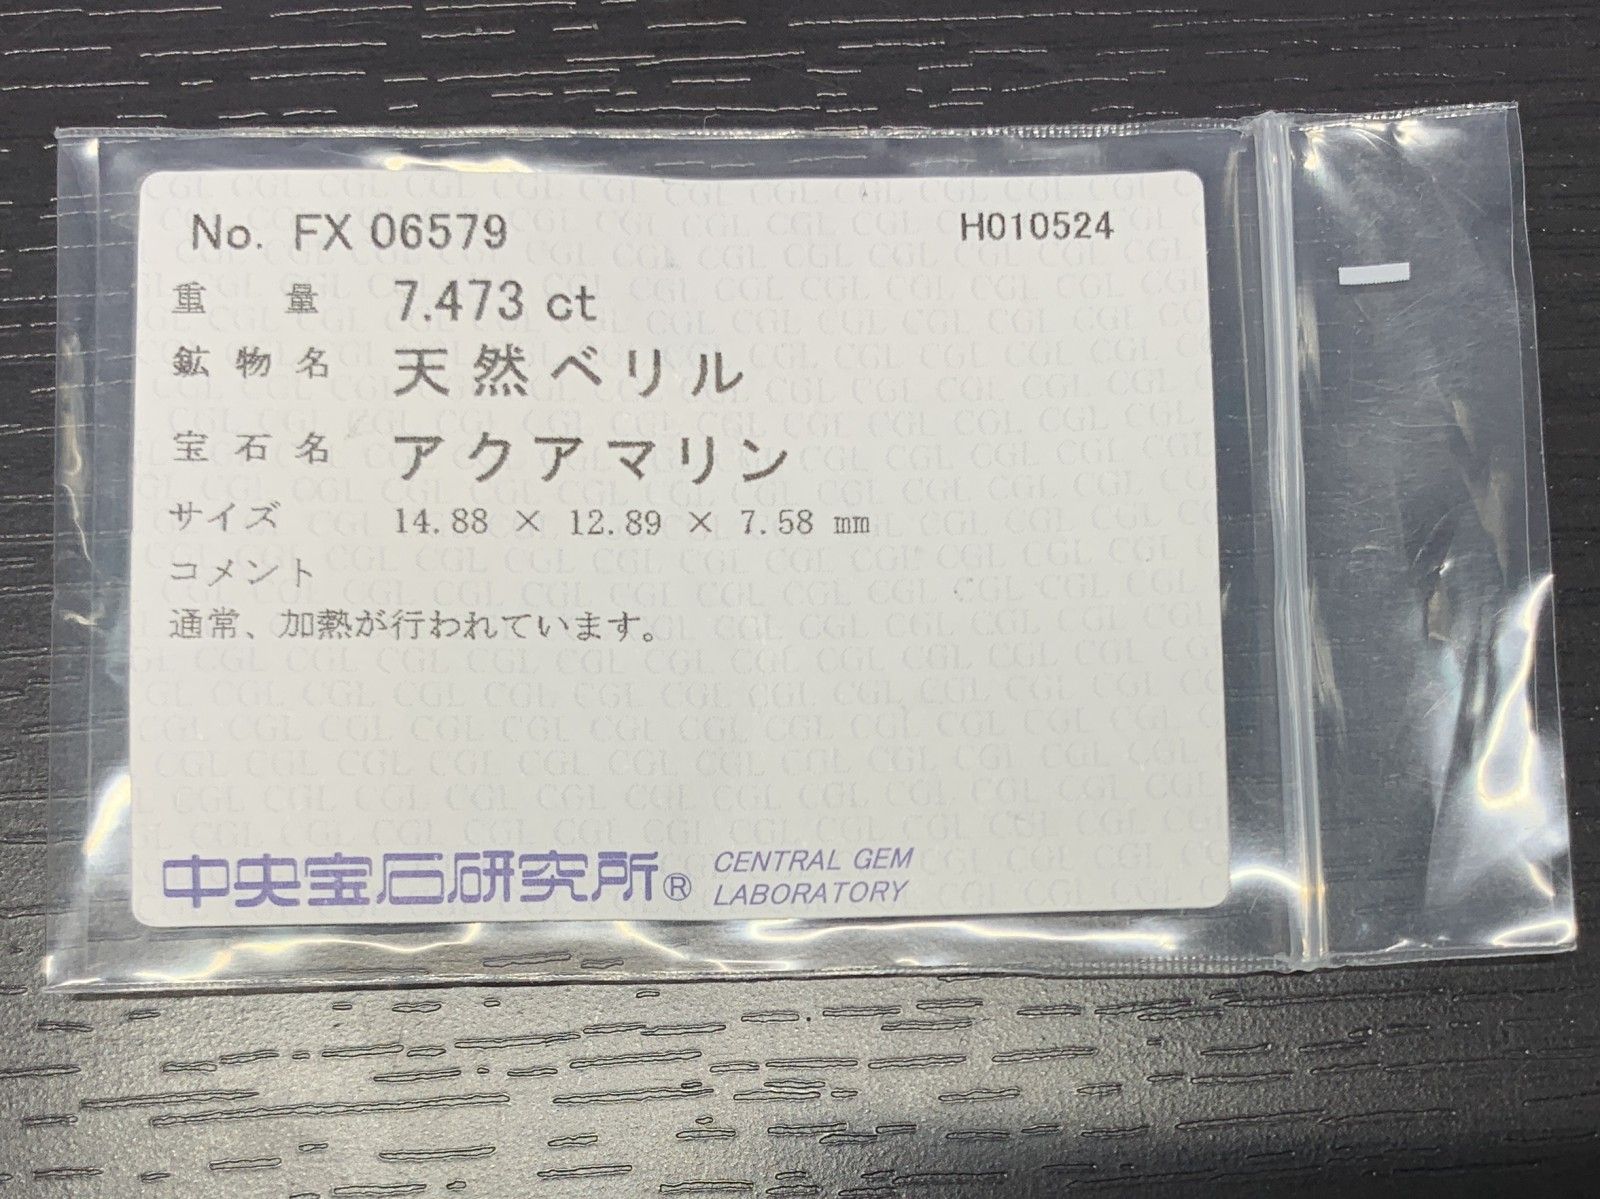 No. FX 06579 H010524
重量 7.473 ct
鉱物名 天然ベリル
宝石名 アクアマリン
サイズ 14.88 × 12.89 × 7.58 mm
コメント
通常、加熱が行われています。
中央宝石研究所® CENTRAL GEM
LABORATORY